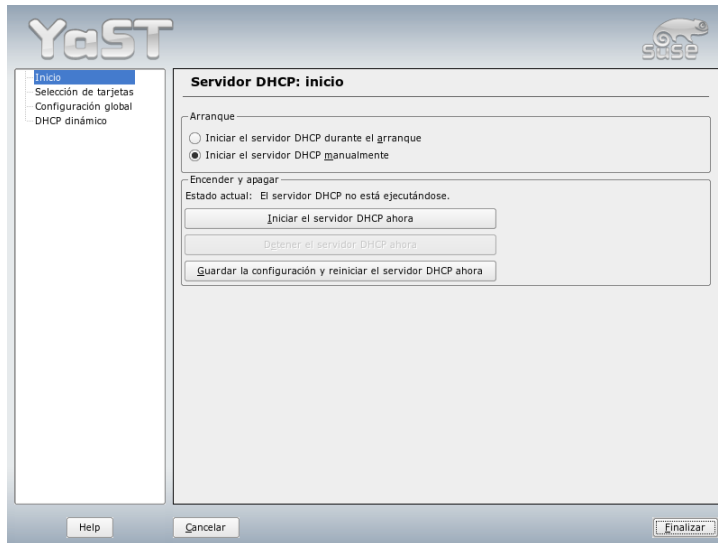 YaST
SUSE
Inicio
Selección de tarjetas
Configuración global
DHCP dinámico
Servidor DHCP: inicio
Arranque
Iniciar el servidor DHCP durante el arranque
Iniciar el servidor DHCP manualmente
Encender y apagar
Estado actual: El servidor DHCP no está ejecutándose.
Iniciar el servidor DHCP ahora
Detener el servidor DHCP ahora
Guardar la configuración y reiniciar el servidor DHCP ahora
Help
Cancelar
Finalizar